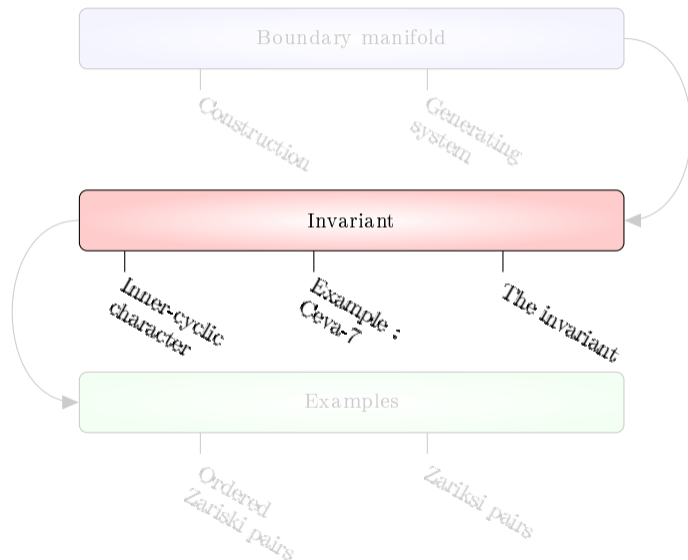 Boundary manifold
Construction
Generating
system
Invariant
Inner-cyclic
character
Example :
Ceva-7
The invariant
Examples
Ordered
Zariski pairs
Zariksi pairs